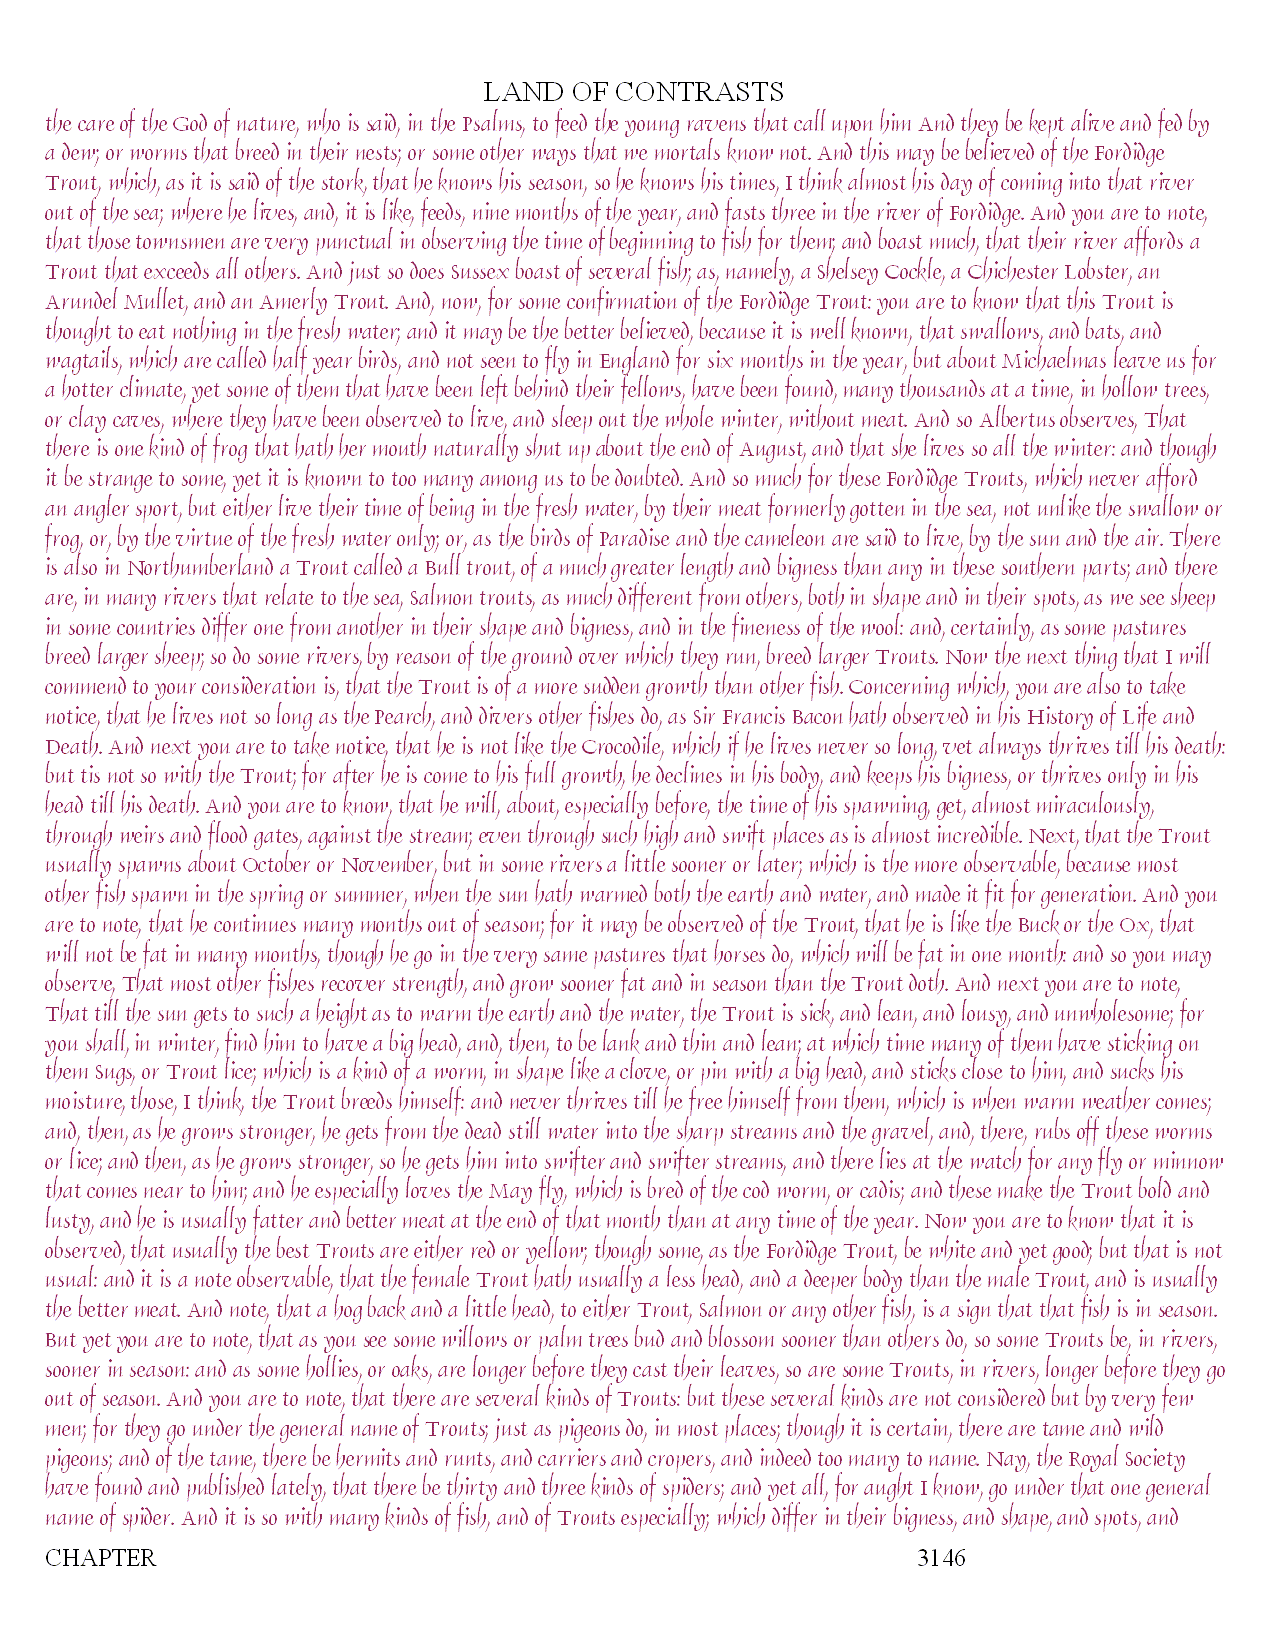 LAND OF CONTRASTS
the care of the God of nature, who is said, in the Psalms, to feed the young ravens that call upon him And they be kept alive and fed by
a dew; or worms that breed in their nests; or some other ways that we mortals know not. And this may be believed of the Fordidge
Trout, which, as it is said of the stork, that he knows his season, so he knows his times, I think almost his day of coming into that river
out of the sea; where he lives, and, it is like, feeds, nine months of the year, and fasts three in the river of Fordidge. And you are to note,
that those townsmen are very punctual in observing the time of beginning to fish for them; and boast much, that their river affords a
Trout that exceeds all others. And just so does Sussex boast of several fish; as, namely, a Shelsey Cockle, a Chichester Lobster, an
Arundel Mullet, and an Amerly Trout. And, now, for some confirmation of the Fordidge Trout: you are to know that this Trout is
thought to eat nothing in the fresh water; and it may be the better believed, because it is well known, that swallows, and bats, and
wagtails, which are called half year birds, and not seen to fly in England for six months in the year, but about Michaelmas leave us for
a hotter climate, yet some of them that have been left behind their fellows, have been found, many thousands at a time, in hollow trees,
or clay caves, where they have been observed to live, and sleep out the whole winter, without meat. And so Albertus observes, That
there is one kind of frog that hath her mouth naturally shut up about the end of August, and that she lives so all the winter: and though
it be strange to some, yet it is known to too many among us to be doubted. And so much for these Fordidge Trouts, which never afford
an angler sport, but either live their time of being in the fresh water, by their meat formerly gotten in the sea, not unlike the swallow or
frog, or, by the virtue of the fresh water only; or, as the birds of Paradise and the cameleon are said to live, by the sun and the air. There
is also in Northumberland a Trout called a Bull trout, of a much greater length and bigness than any in these southern parts; and there
are, in many rivers that relate to the sea, Salmon trouts, as much different from others, both in shape and in their spots, as we see sheep
in some countries differ one from another in their shape and bigness, and in the fineness of the wool: and, certainly, as some pastures
breed larger sheep; so do some rivers, by reason of the ground over which they run, breed larger Trouts. Now the next thing that I will
commend to your consideration is, that the Trout is of a more sudden growth than other fish. Concerning which, you are also to take
notice, that he lives not so long as the Pearch, and divers other fishes do, as Sir Francis Bacon hath observed in his History of Life and
Death. And next you are to take notice, that he is not like the Crocodile, which if he lives never so long, yet always thrives till his death:
but tis not so with the Trout; for after he is come to his full growth, he declines in his body, and keeps his bigness, or thrives only in his
head till his death. And you are to know, that he will, about, especially before, the time of his spawning, get, almost miraculously,
through weirs and flood gates, against the stream; even through such high and swift places as is almost incredible. Next, that the Trout
usually spawns about October or November, but in some rivers a little sooner or later; which is the more observable, because most
other fish spawn in the spring or summer, when the sun hath warmed both the earth and water, and made it fit for generation. And you
are to note, that he continues many months out of season; for it may be observed of the Trout, that he is like the Buck or the Ox, that
will not be fat in many months, though he go in the very same pastures that horses do, which will be fat in one month: and so you may
observe, That most other fishes recover strength, and grow sooner fat and in season than the Trout doth. And next you are to note,
That till the sun gets to such a height as to warm the earth and the water, the Trout is sick, and lean, and lousy, and unwholesome; for
you shall, in winter, find him to have a big head, and, then, to be lank and thin and lean; at which time many of them have sticking on
them Sugs, or Trout lice; which is a kind of a worm, in shape like a clove, or pin with a big head, and sticks close to him, and sucks his
moisture, those, I think, the Trout breeds himself: and never thrives till he free himself from them, which is when warm weather comes;
and, then, as he grows stronger, he gets from the dead still water into the sharp streams and the gravel, and, there, rubs off these worms
or lice; and then, as he grows stronger, so he gets him into swifter and swifter streams, and there lies at the watch for any fly or minnow
that comes near to him; and he especially loves the May fly, which is bred of the cod worm, or cadis; and these make the Trout bold and
lusty, and he is usually fatter and better meat at the end of that month than at any time of the year. Now you are to know that it is
observed, that usually the best Trouts are either red or yellow; though some, as the Fordidge Trout, be white and yet good; but that is not
usual: and it is a note observable, that the female Trout hath usually a less head, and a deeper body than the male Trout, and is usually
the better meat. And note, that a hog back and a little head, to either Trout, Salmon or any other fish, is a sign that that fish is in season.
But yet you are to note, that as you see some willows or palm trees bud and blossom sooner than others do, so some Trouts be, in rivers,
sooner in season: and as some hollies, or oaks, are longer before they cast their leaves, so are some Trouts, in rivers, longer before they go
out of season. And you are to note, that there are several kinds of Trouts: but these several kinds are not considered but by very few
men; for they go under the general name of Trouts; just as pigeons do, in most places; though it is certain, there are tame and wild
pigeons; and of the tame, there be hermits and runts, and carriers and cropers, and indeed too many to name. Nay, the Royal Society
have found and published lately, that there be thirty and three kinds of spiders; and yet all, for aught I know, go under that one general
name of spider. And it is so with many kinds of fish, and of Trouts especially; which differ in their bigness, and shape, and spots, and
CHAPTER 3146